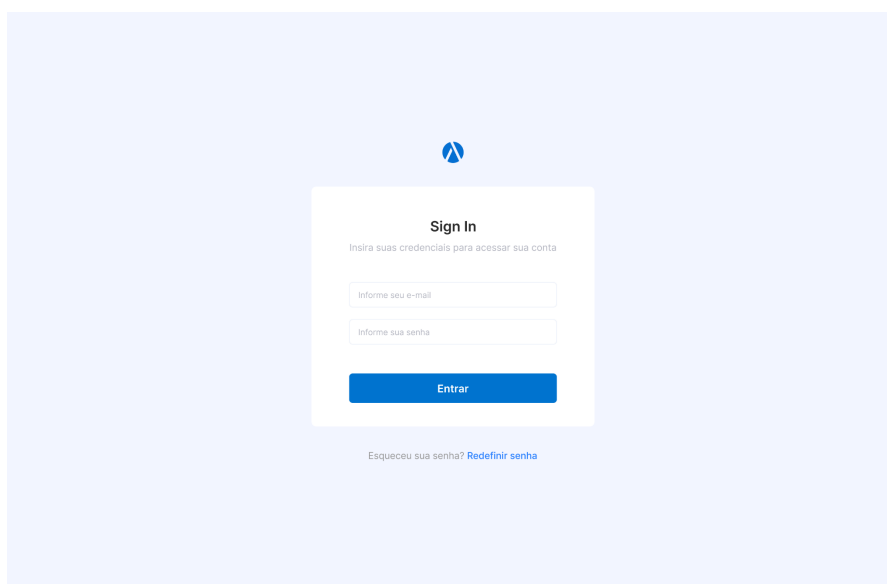 Sign In
Insira suas credenciais para acessar sua conta
Informe seu e-mail
Informe sua senha
Entrar
Esqueceu sua senha? Redefinir senha